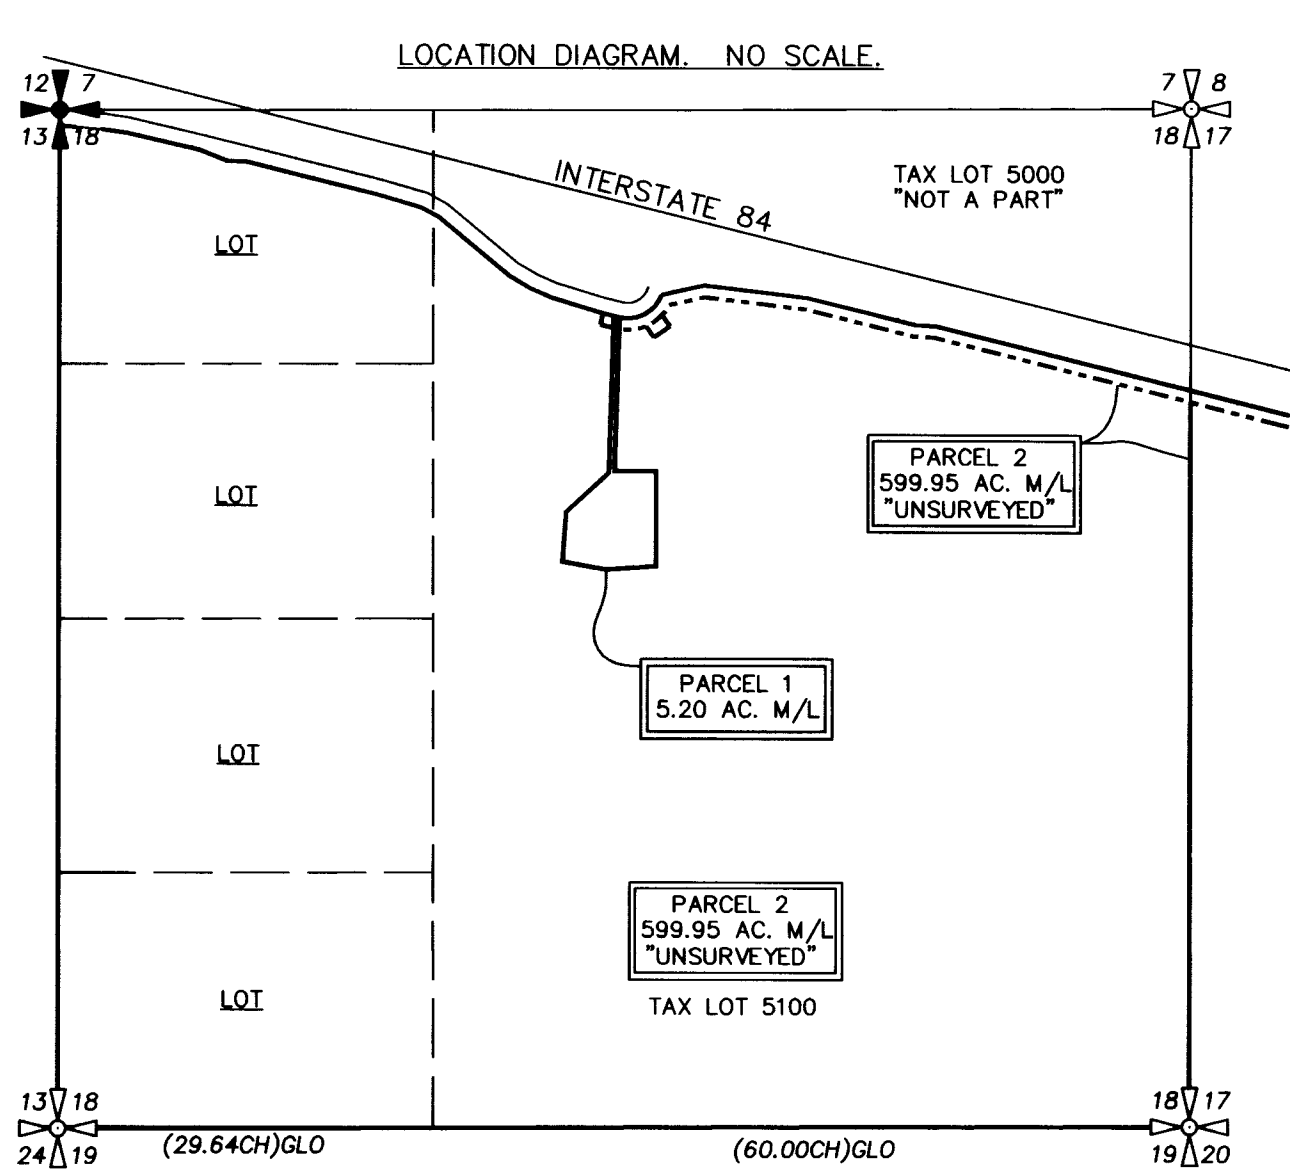 LOCATION DIAGRAM. NO SCALE.
12 7
13 18
7 8
18 17
TAX LOT 5000
"NOT A PART"
INTERSTATE 84
LOT
LOT
PARCEL 2
599.95 AC. M/L
"UNSURVEYED"
PARCEL 1
5.20 AC. M/L
LOT
PARCEL 2
599.95 AC. M/L
"UNSURVEYED"
TAX LOT 5100
LOT
13 18
24 19
(29.64CH)GLO
(60.00CH)GLO
18 17
19 20